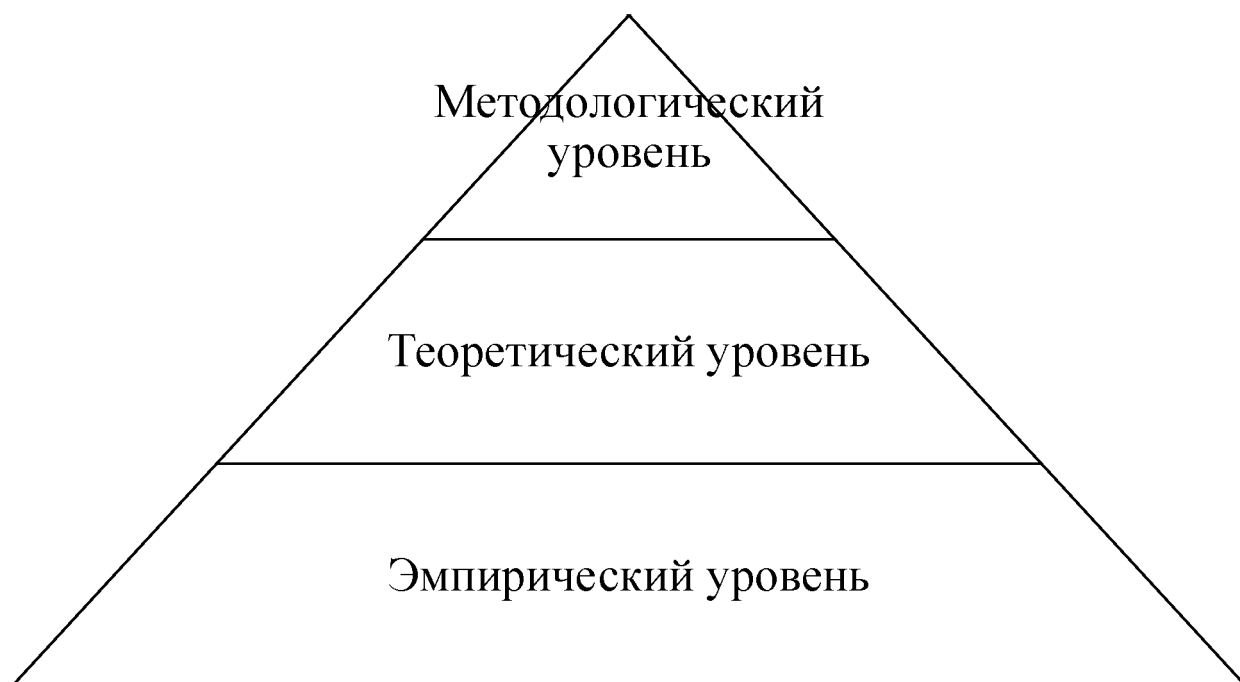 Методологический
уровень
Теоретический уровень
Эмпирический уровень